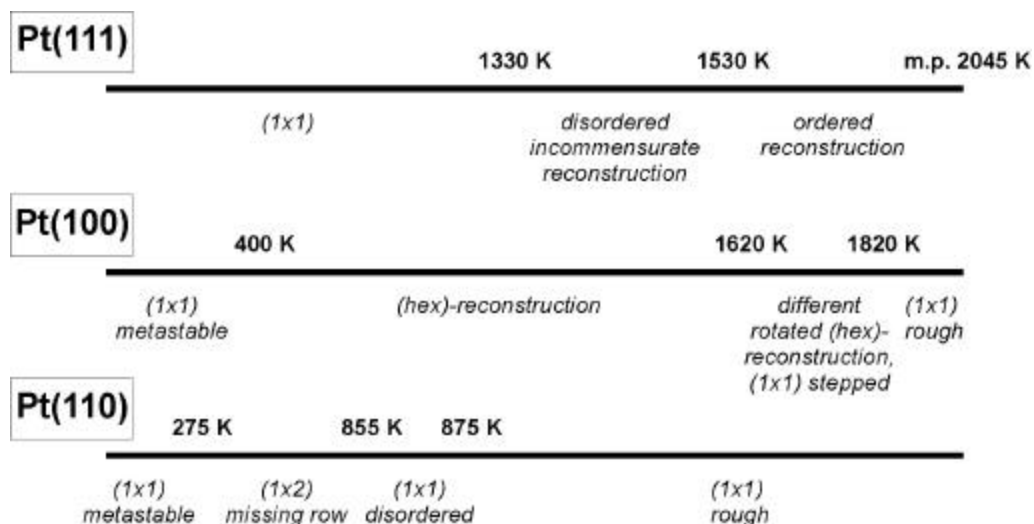 Pt(111)
1330 K 1530 K m.p. 2045 K
(1x1) disordered ordered
incommensurate reconstruction
reconstruction
Pt(100)
400 K 1620 K 1820 K
(1x1) (hex)-reconstruction different (1x1)
metastable rotated (hex)- rough
reconstruction,
(1x1) stepped
Pt(110)
275 K 855 K 875 K
(1x1) (1x2) (1x1) (1x1)
metastable missing row disordered rough